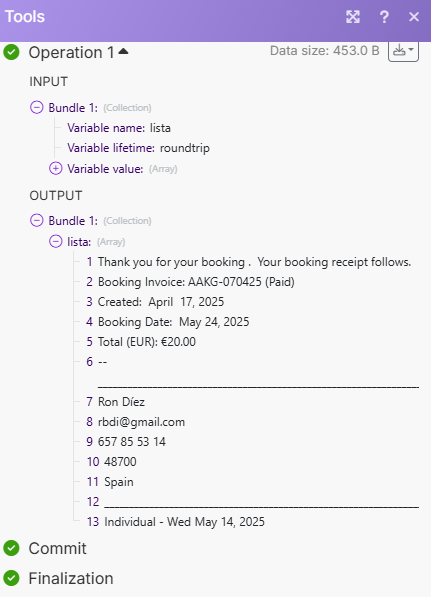 Tools ? ×
Operation 1 Data size: 453.0 B
INPUT
Bundle 1: (Collection)
Variable name: lista
Variable lifetime: roundtrip
Variable value: (Array)
OUTPUT
Bundle 1: (Collection)
lista: (Array)
1 Thank you for your booking .  Your booking receipt follows.
2 Booking Invoice: AAKG-070425 (Paid)
3 Created:  April  17, 2025
4 Booking Date:  May 24, 2025
5 Total (EUR): €20.00
6 --
________________________________________________
7 Ron Díez
8 rbdi@gmail.com
9 657 85 53 14
10 48700
11 Spain
12 ________________________________________________
13 Individual - Wed May 14, 2025
Commit
Finalization